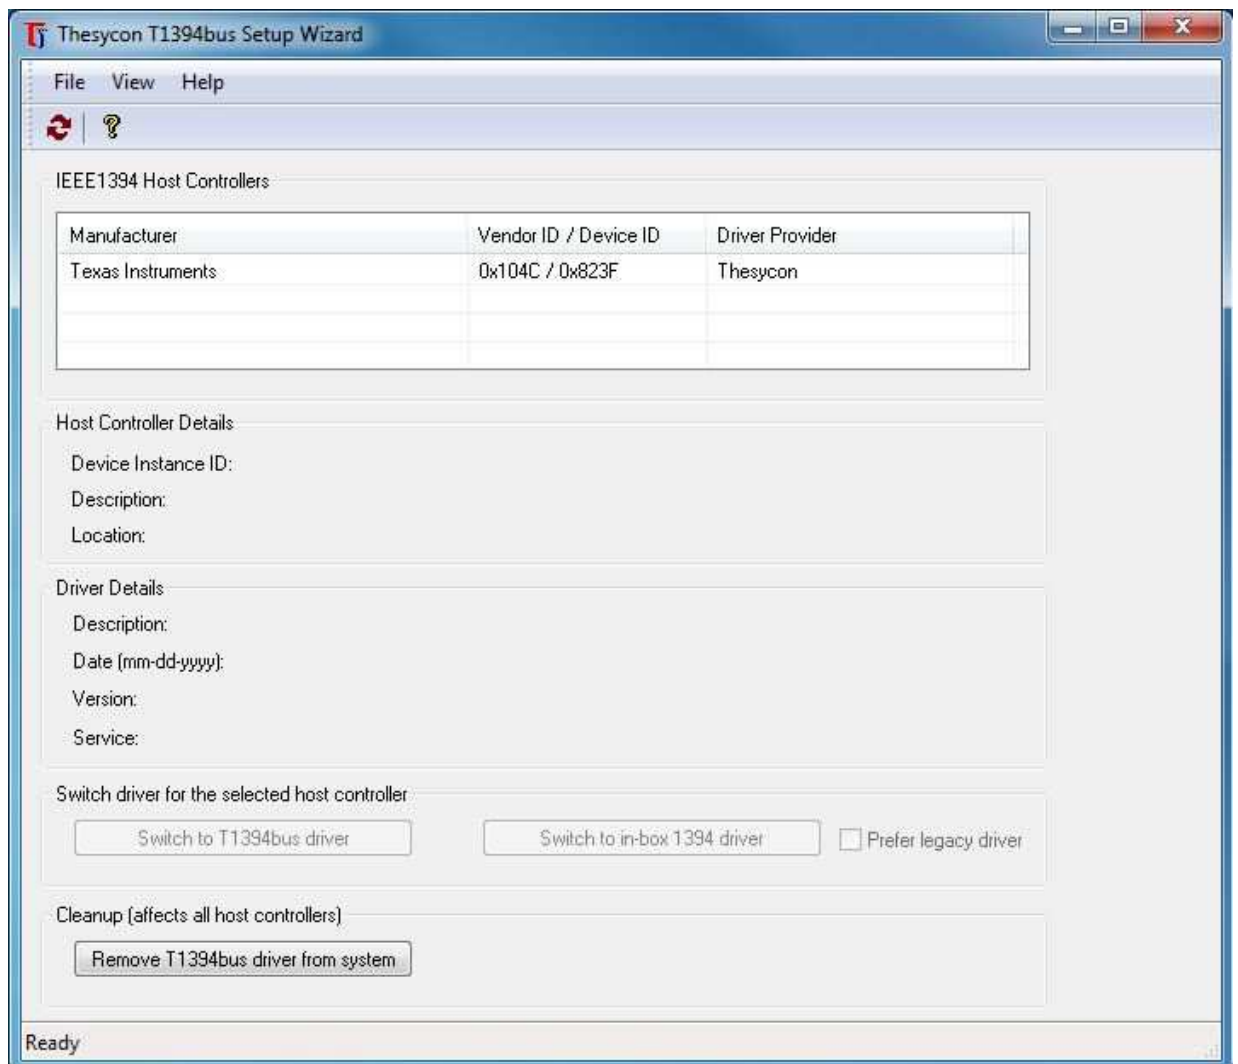 Thesycon T1394bus Setup Wizard
File View Help
IEEE1394 Host Controllers
Manufacturer Vendor ID / Device ID Driver Provider
Texas Instruments 0x104C / 0x823F Thesycon
Host Controller Details
Device Instance ID:
Description:
Location:
Driver Details
Description:
Date (mm-dd-yyyy):
Version:
Service:
Switch driver for the selected host controller
Switch to T1394bus driver Switch to in-box 1394 driver Prefer legacy driver
Cleanup (affects all host controllers)
Remove T1394bus driver from system
Ready